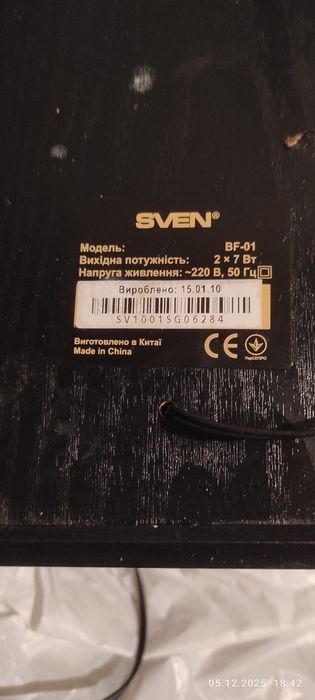 SVEN®
Модель: BF-01
Вихідна потужність: 2 × 7 Вт
Напруга живлення: ~220 В, 50 Гц
Вироблено: 15.01.10
SV1001SG06284
Виготовлено в Китаї
Made in China
CE
УкрСЕПРО
05.12.2025 18:42